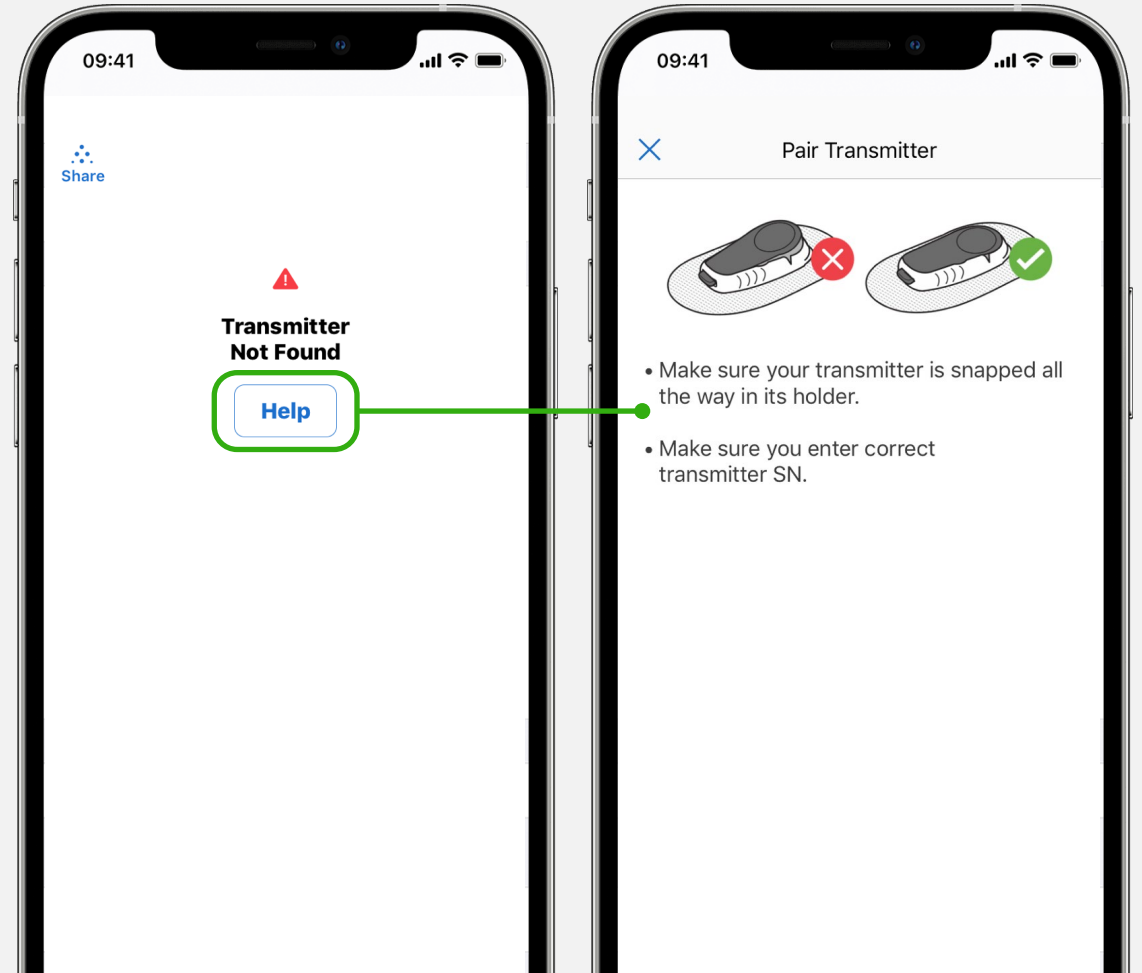 09:41
Share
Transmitter
Not Found
Help
09:41
Pair Transmitter
• Make sure your transmitter is snapped all
the way in its holder.
• Make sure you enter correct
transmitter SN.